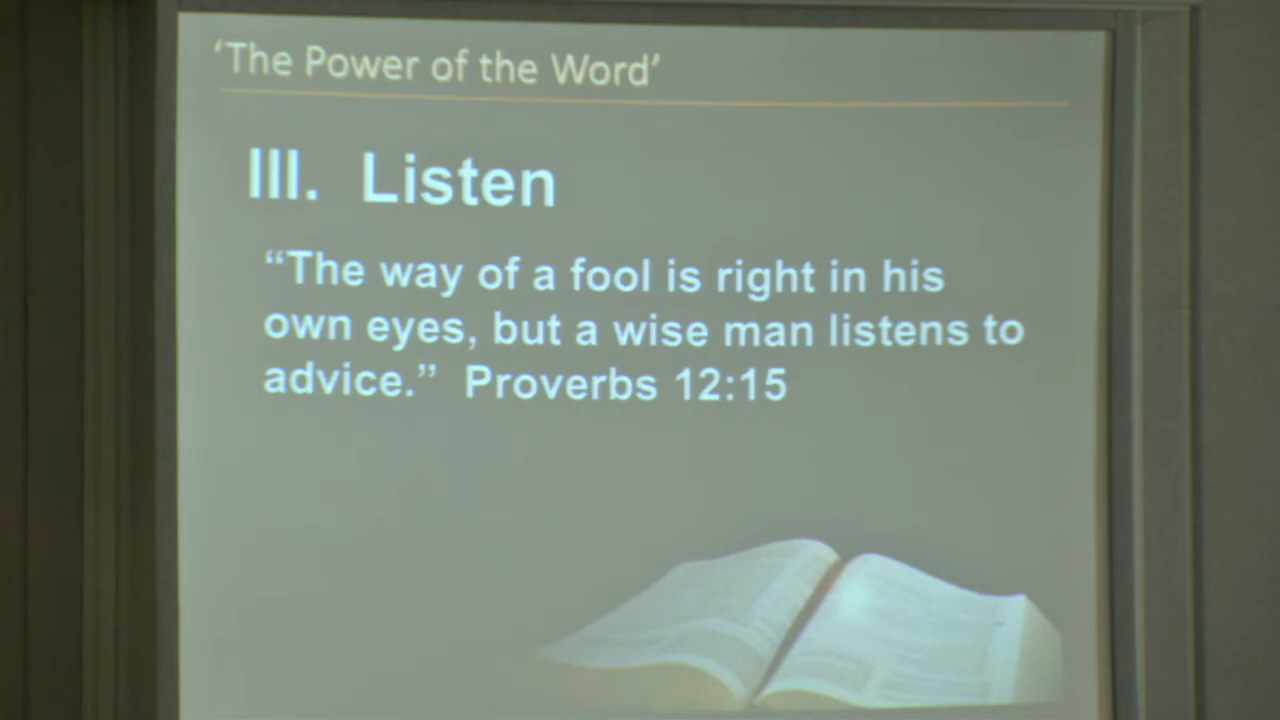 ‘The Power of the Word’
III. Listen
“The way of a fool is right in his
own eyes, but a wise man listens to
advice.” Proverbs 12:15